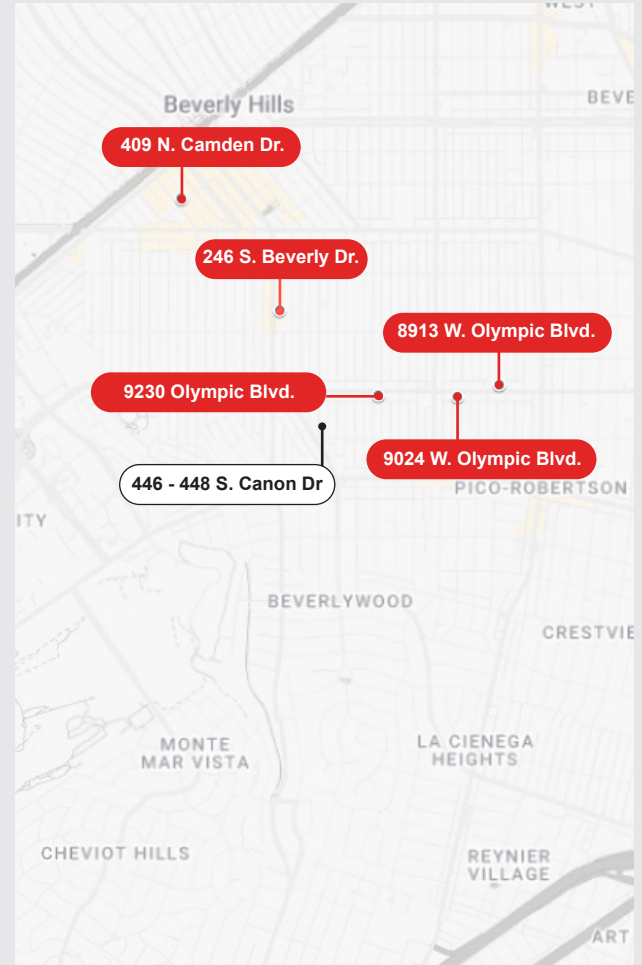 WEST
Beverly Hills
BEVE
409 N. Camden Dr.
246 S. Beverly Dr.
8913 W. Olympic Blvd.
9230 Olympic Blvd.
9024 W. Olympic Blvd.
446 - 448 S. Canon Dr
PICO-ROBERTSON
ITY
BEVERLYWOOD
CRESTVIE
MONTE
MAR VISTA
LA CIENEGA
HEIGHTS
CHEVIOT HILLS
REYNIER
VILLAGE
ART